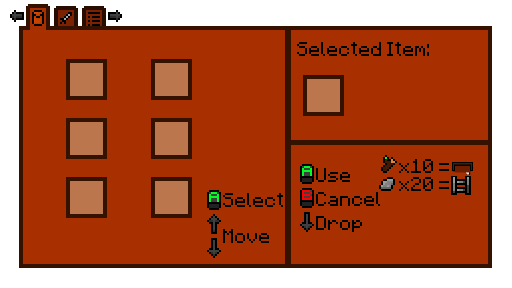 Selected Item:
Select
Move
Use
Cancel
Drop
x10=
x20=